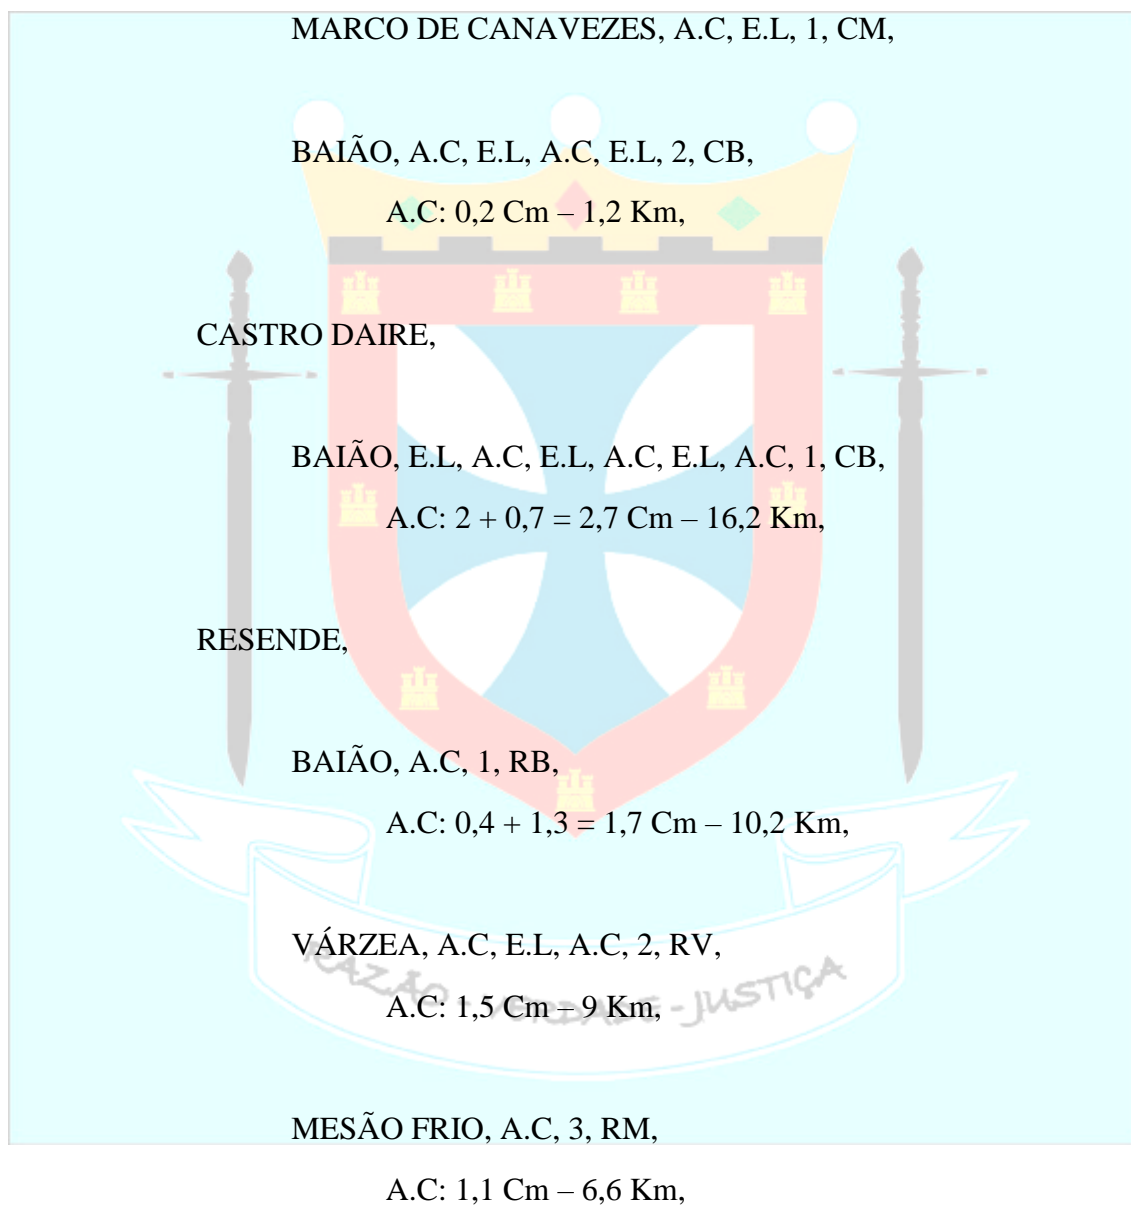 MARCO DE CANAVEZES, A.C, E.L, 1, CM,
BAIÃO, A.C, E.L, A.C, E.L, 2, CB,
A.C: 0,2 Cm – 1,2 Km,
CASTRO DAIRE,
BAIÃO, E.L, A.C, E.L, A.C, E.L, A.C, 1, CB,
A.C: 2 + 0,7 = 2,7 Cm – 16,2 Km,
RESENDE,
BAIÃO, A.C, 1, RB,
A.C: 0,4 + 1,3 = 1,7 Cm – 10,2 Km,
VÁRZEA, A.C, E.L, A.C, 2, RV,
RAZÃO - VERDADE - JUSTIÇA
A.C: 1,5 Cm – 9 Km,
MESÃO FRIO, A.C, 3, RM,
A.C: 1,1 Cm – 6,6 Km,